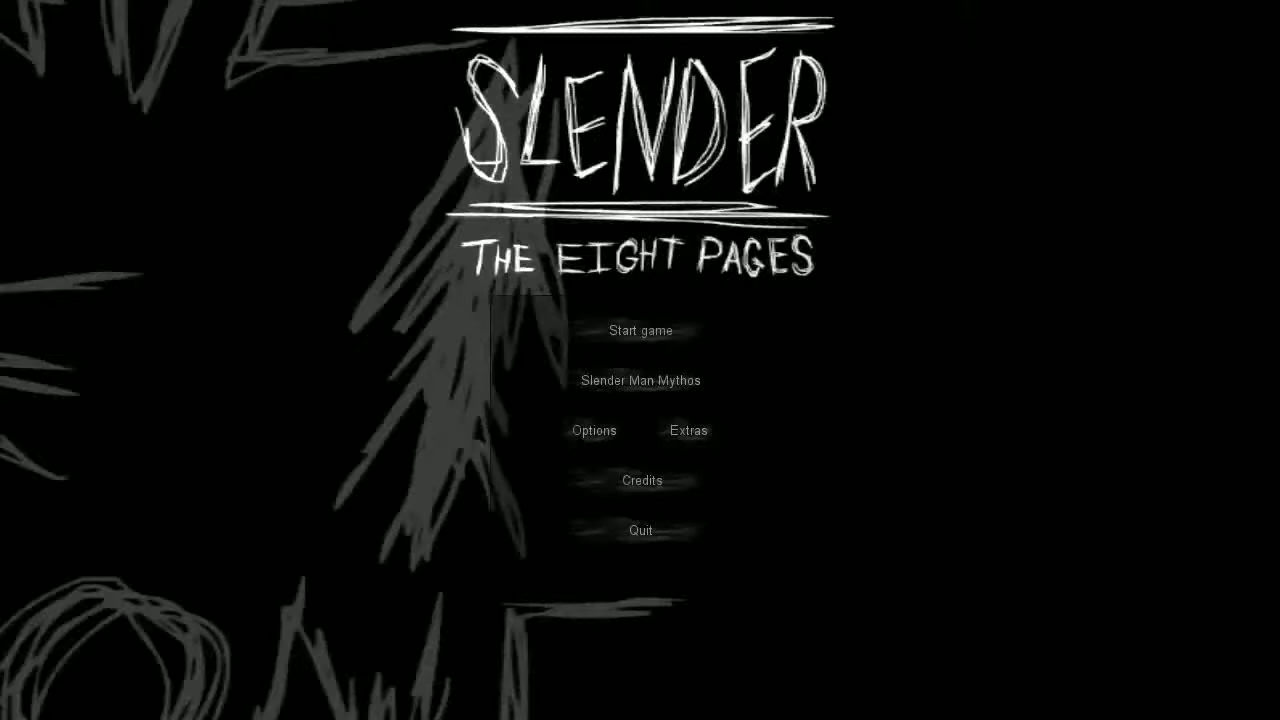 SLENDER
THE EIGHT PAGES
Start game
Slender Man Mythos
Options Extras
Credits
Quit